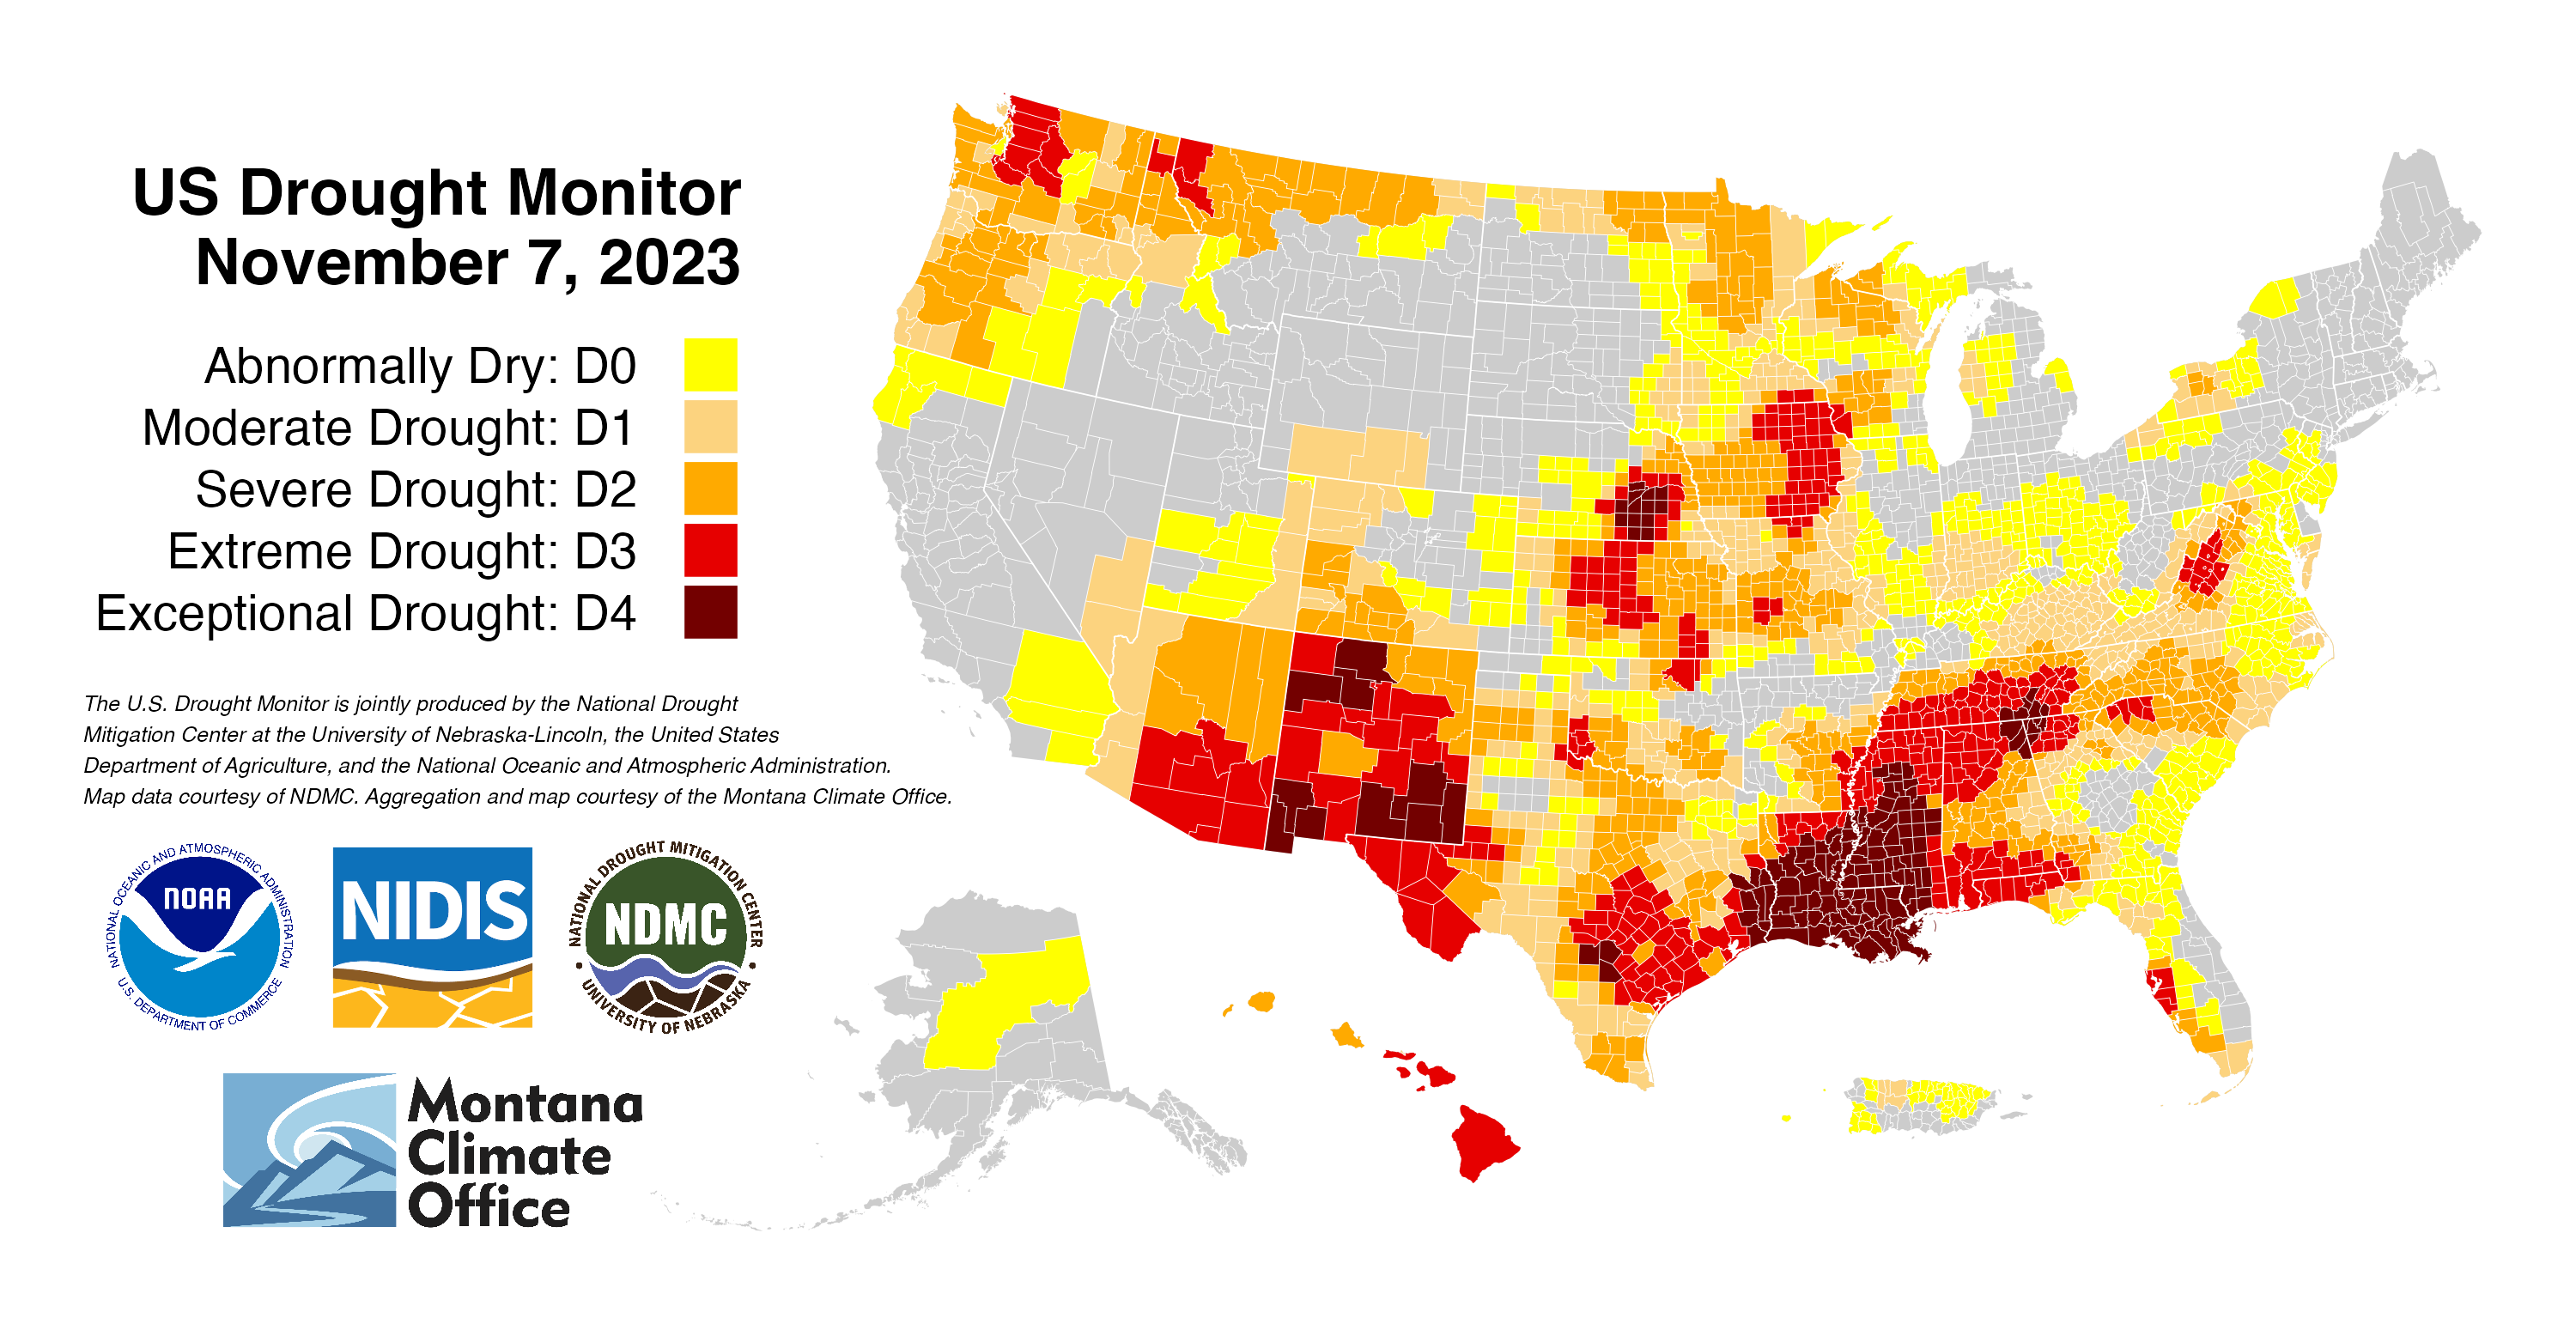 US Drought Monitor
November 7, 2023
Abnormally Dry: D0
Moderate Drought: D1
Severe Drought: D2
Extreme Drought: D3
Exceptional Drought: D4
The U.S. Drought Monitor is jointly produced by the National Drought
Mitigation Center at the University of Nebraska-Lincoln, the United States
Department of Agriculture, and the National Oceanic and Atmospheric Administration.
Map data courtesy of NDMC. Aggregation and map courtesy of the Montana Climate Office.
NATIONAL OCEANIC AND ATMOSPHERIC ADMINISTRATION
NOAA
U.S. DEPARTMENT OF COMMERCE
NIDIS
NATIONAL DROUGHT MITIGATION CENTER
NDMC
UNIVERSITY OF NEBRASKA
Montana
Climate
Office